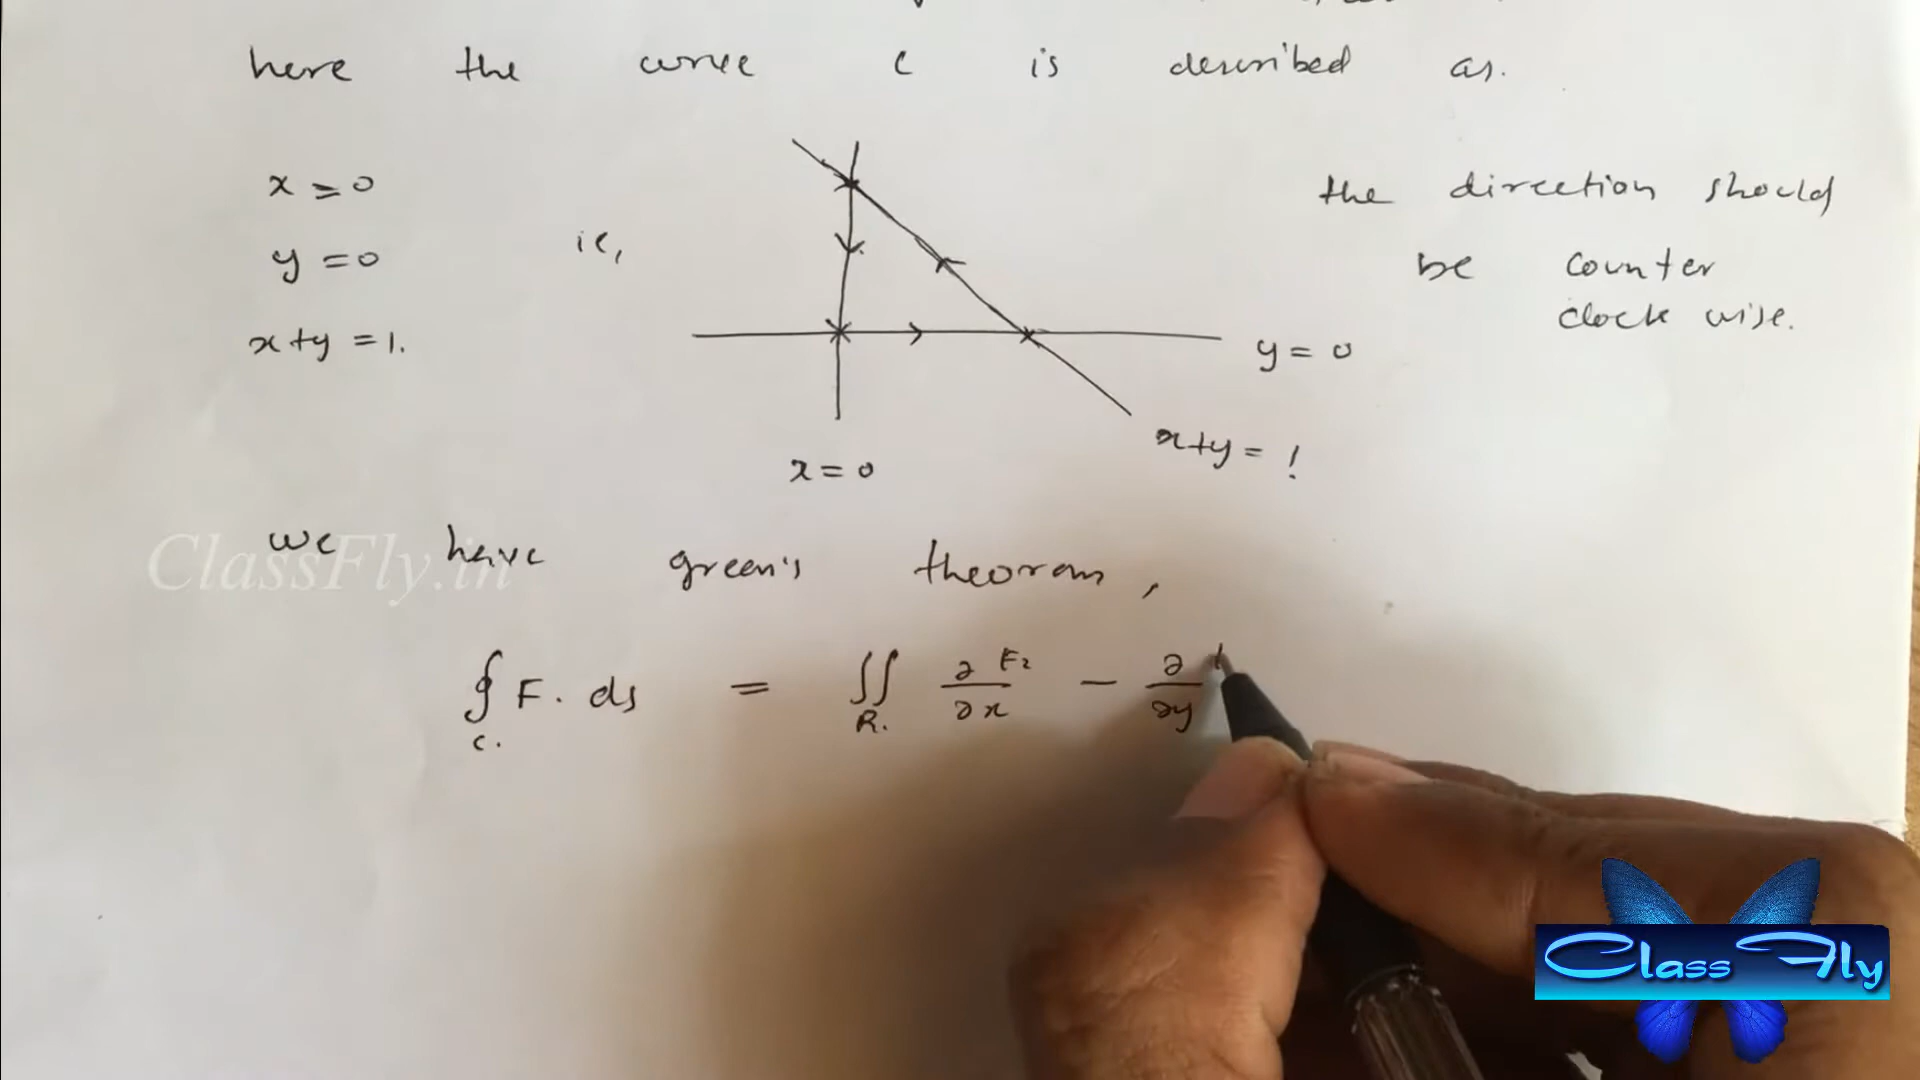 here the curve c is described as.
x = 0
y = 0
x+y = 1.
ie,
the direction should
be counter
clock wise.
y = 0
x+y = 1
x = 0
we have green's theorem,
∮ F. ds = ∬ ∂F2/∂x - ∂/∂y
c. R.
ClassFly.in
Class Fly